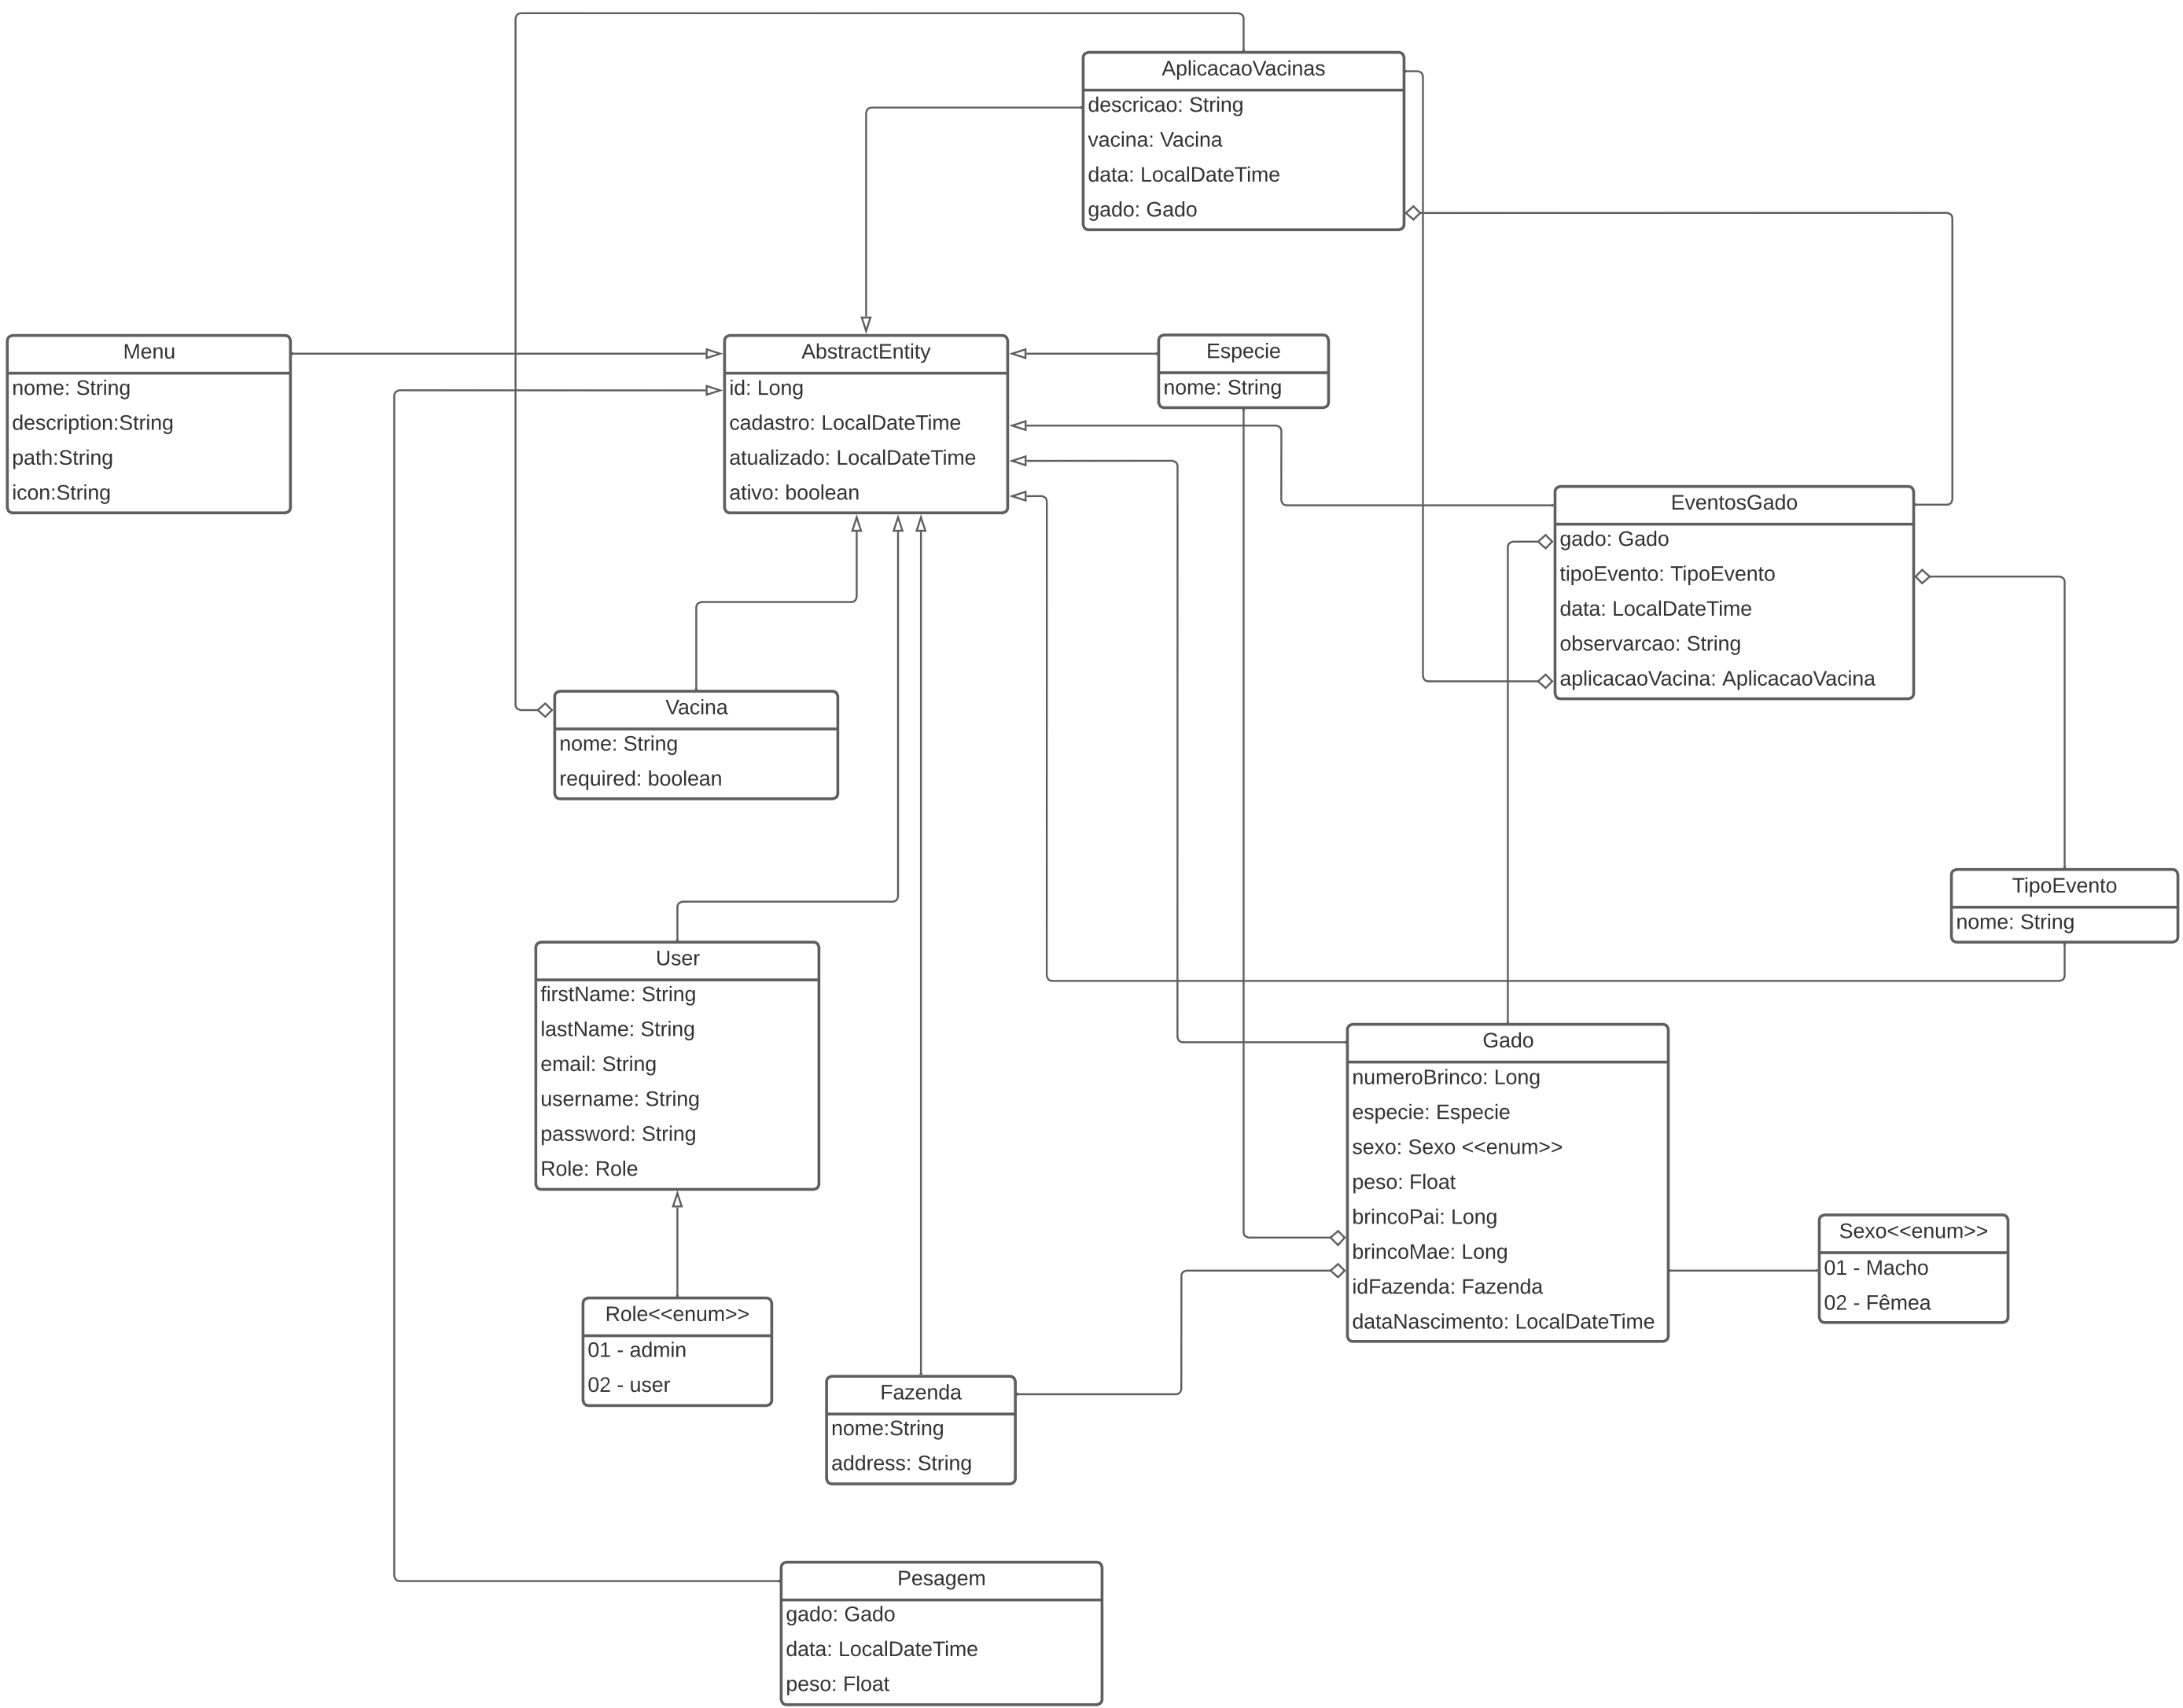 AplicacaoVacinas
descricao: String
vacina: Vacina
data: LocalDateTime
gado: Gado
Menu
nome: String
description:String
path:String
icon:String
AbstractEntity
id: Long
cadastro: LocalDateTime
atualizado: LocalDateTime
ativo: boolean
Especie
nome: String
EventosGado
gado: Gado
tipoEvento: TipoEvento
data: LocalDateTime
observarcao: String
aplicacaoVacina: AplicacaoVacina
Vacina
nome: String
required: boolean
TipoEvento
nome: String
User
firstName: String
lastName: String
email: String
username: String
password: String
Role: Role
Gado
numeroBrinco: Long
especie: Especie
sexo: Sexo <<enum>>
peso: Float
brincoPai: Long
brincoMae: Long
idFazenda: Fazenda
dataNascimento: LocalDateTime
Sexo<<enum>>
01 - Macho
02 - Fêmea
Role<<enum>>
01 - admin
02 - user
Fazenda
nome:String
address: String
Pesagem
gado: Gado
data: LocalDateTime
peso: Float